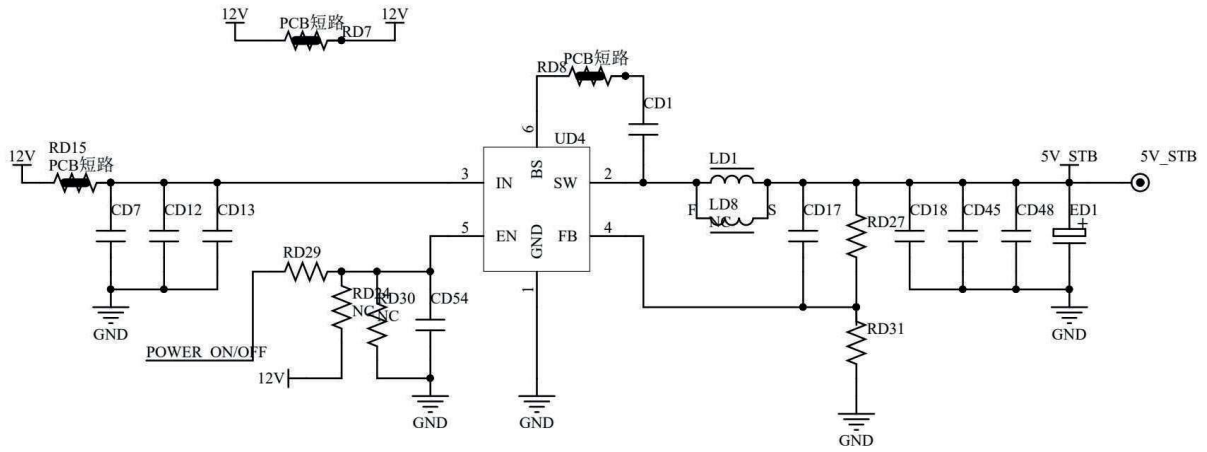 12V
PCB短路
RD7
12V
RD8
PCB短路
CD1
6
UD4
BS
12V
RD15
PCB短路
3
IN
SW
2
LD1
5V_STB
5V_STB
CD7
CD12
CD13
F
LD8
NC
S
CD17
RD27
CD18
CD45
CD48
ED1
+
5
EN
GND
FB
4
RD29
RD24
NC
RD30
NC
CD54
1
GND
GND
RD31
POWER_ON/OFF
12V
GND
GND
GND